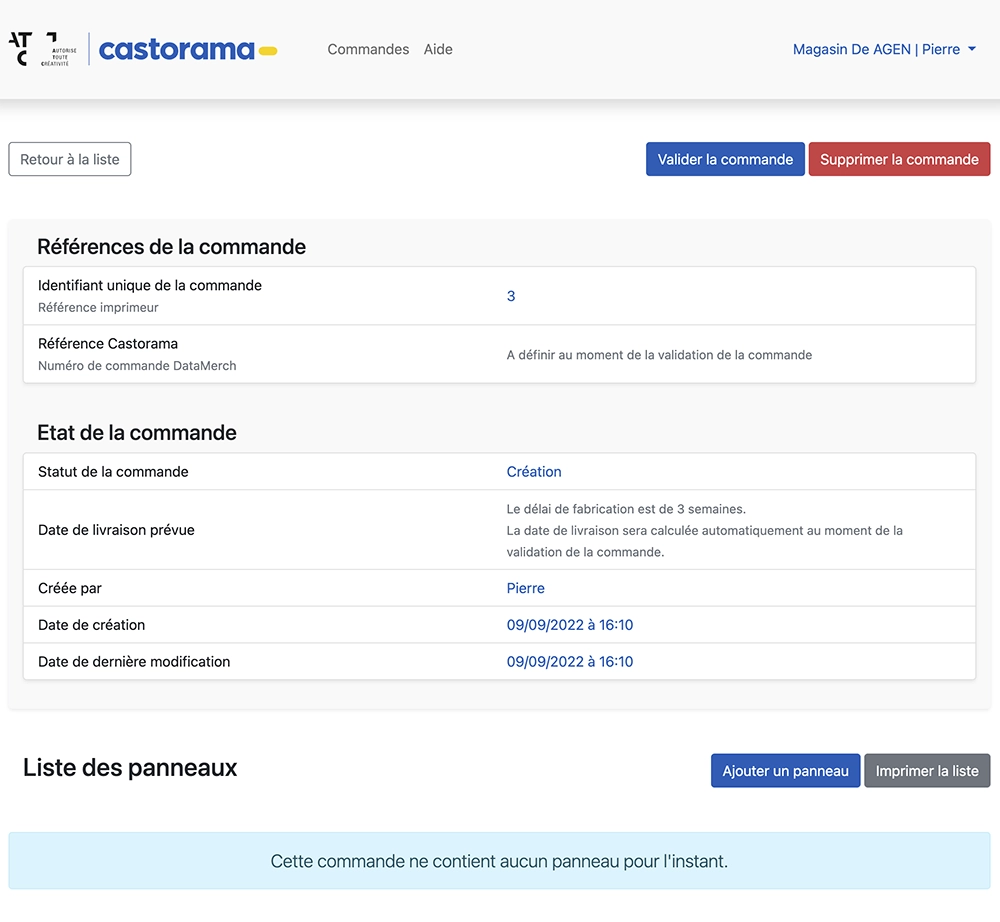 ATC AUTORISE TOUTE CRÉATIVITÉ
castorama
Commandes Aide
Magasin De AGEN | Pierre
Retour à la liste
Valider la commande
Supprimer la commande
Références de la commande
Identifiant unique de la commande
Référence imprimeur
3
Référence Castorama
Numéro de commande DataMerch
A définir au moment de la validation de la commande
Etat de la commande
Statut de la commande
Création
Date de livraison prévue
Le délai de fabrication est de 3 semaines.
La date de livraison sera calculée automatiquement au moment de la
validation de la commande.
Créée par
Pierre
Date de création
09/09/2022 à 16:10
Date de dernière modification
09/09/2022 à 16:10
Liste des panneaux
Ajouter un panneau
Imprimer la liste
Cette commande ne contient aucun panneau pour l'instant.